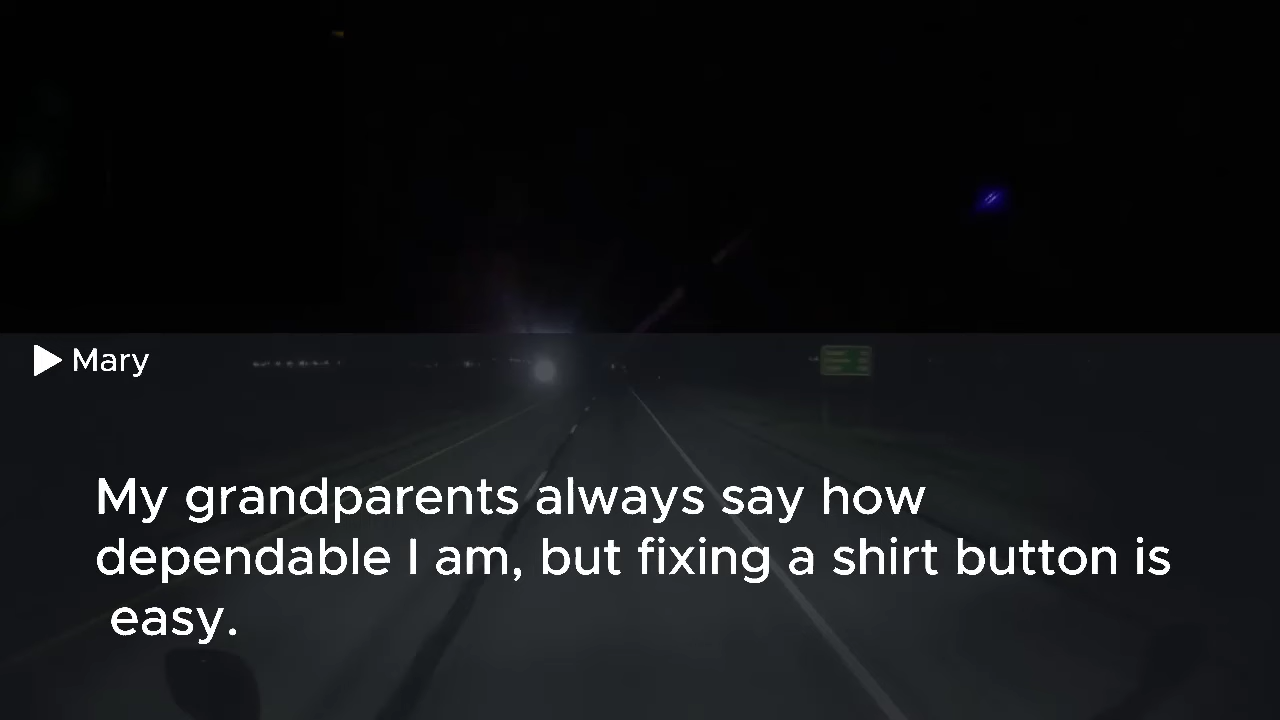 Mary
My grandparents always say how
dependable I am, but fixing a shirt button is
easy.